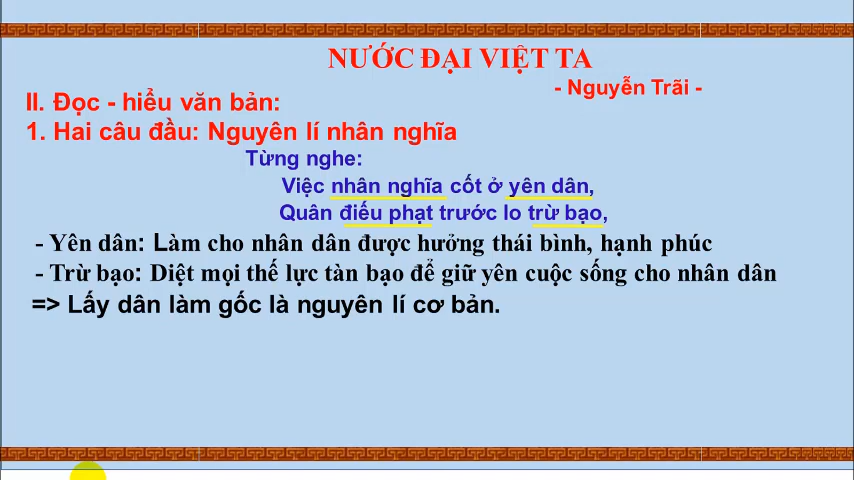 NƯỚC ĐẠI VIỆT TA
- Nguyễn Trãi -
II. Đọc - hiểu văn bản:
1. Hai câu đầu: Nguyên lí nhân nghĩa
Từng nghe:
Việc nhân nghĩa cốt ở yên dân,
Quân điếu phạt trước lo trừ bạo,
- Yên dân: Làm cho nhân dân được hưởng thái bình, hạnh phúc
- Trừ bạo: Diệt mọi thế lực tàn bạo để giữ yên cuộc sống cho nhân dân
=> Lấy dân làm gốc là nguyên lí cơ bản.